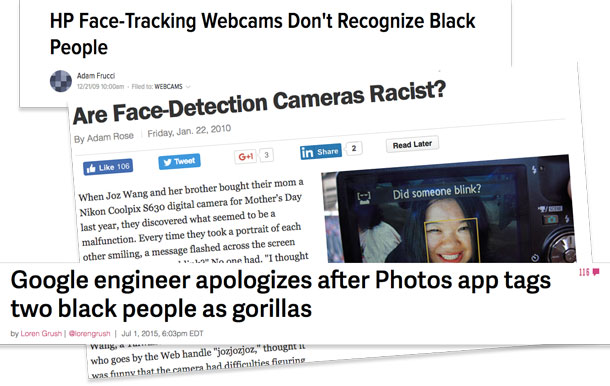 HP Face-Tracking Webcams Don't Recognize Black
People
Adam Frucci
12/21/09 10:00am · Filed to: WEBCAMS
Are Face-Detection Cameras Racist?
By Adam Rose | Friday, Jan. 22, 2010
Like 106
Tweet
G+1 3
in Share 2
Read Later
When Joz Wang and her brother bought their mom a
Nikon Coolpix S630 digital camera for Mother's Day
last year, they discovered what seemed to be a
malfunction. Every time they took a portrait of each
other smiling, a message flashed across the screen
No one had. "I thought
Did someone blink?
116
Google engineer apologizes after Photos app tags
two black people as gorillas
by Loren Grush | @lorengrush | Jul 1, 2015, 6:03pm EDT
Wang, a
who goes by the Web handle "jozjozjoz," thought it
was funny that the camera had difficulties figuring